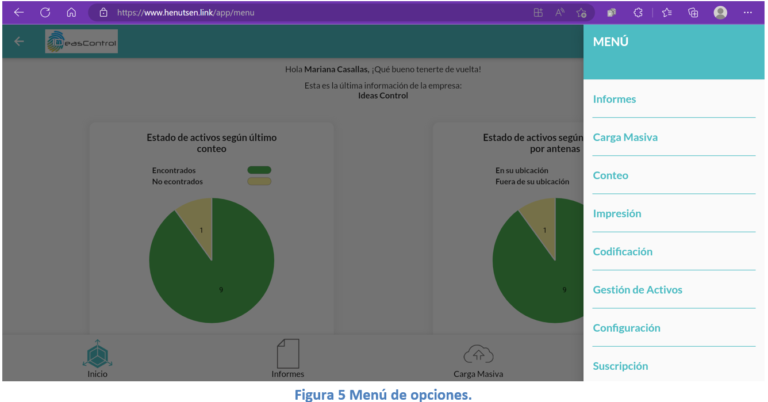 https://www.henutsen.link/app/menu
IDeasControl
Hola Mariana Casallas, ¡Qué bueno tenerte de vuelta!
Esta es la última información de la empresa:
Ideas Control
Estado de activos según último
conteo
Encontrados
No econtrados
1
9
Estado de activos según
por antenas
En su ubicación
Fuera de su ubicación
1
9
Inicio
Informes
Carga Masiva
MENÚ
Informes
Carga Masiva
Conteo
Impresión
Codificación
Gestión de Activos
Configuración
Suscripción
Figura 5 Menú de opciones.